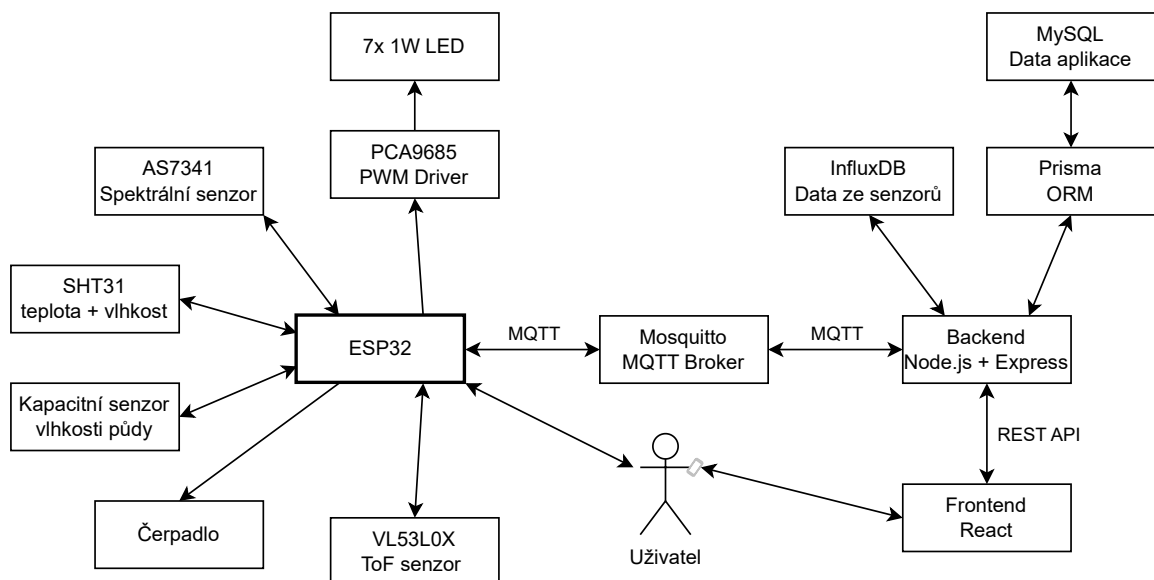 7x 1W LED
MySQL
Data aplikace
PCA9685
PWM Driver
AS7341
Spektrální senzor
InfluxDB
Data ze senzorů
Prisma
ORM
SHT31
teplota + vlhkost
ESP32
MQTT
Mosquitto
MQTT Broker
MQTT
Backend
Node.js + Express
Kapacitní senzor
vlhkosti půdy
REST API
Čerpadlo
VL53L0X
ToF senzor
Uživatel
Frontend
React